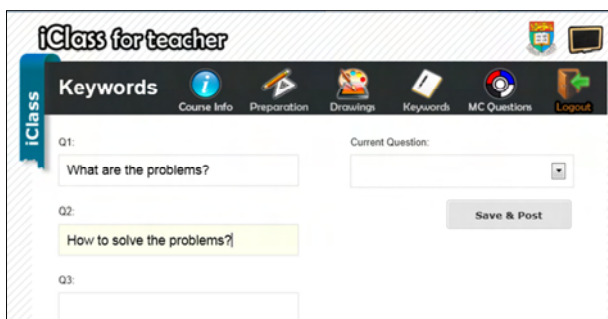 iClass for teacher
iClass
Keywords
Course Info
Preparation
Drawings
Keywords
MC Questions
Logout
Q1:
What are the problems?
Current Question:
Q2:
How to solve the problems?
Save & Post
Q3: